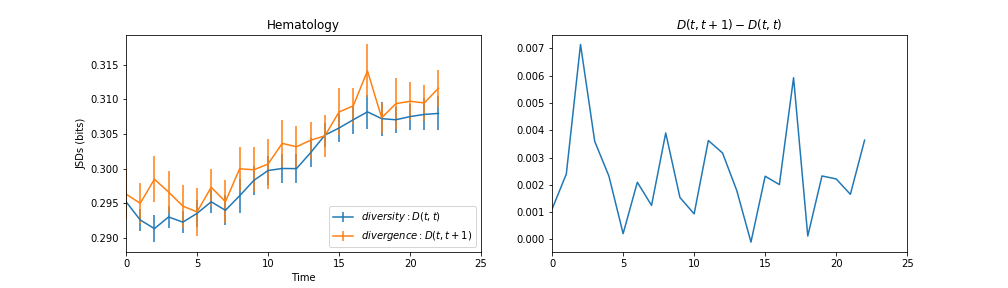 Hematology
JSDs (bits)
0.315
0.310
0.305
0.300
0.295
0.290
0 5 10 15 20 25
Time
diversity : D(t, t)
divergence : D(t, t + 1)
D(t, t + 1) − D(t, t)
0.007
0.006
0.005
0.004
0.003
0.002
0.001
0.000
0 5 10 15 20 25